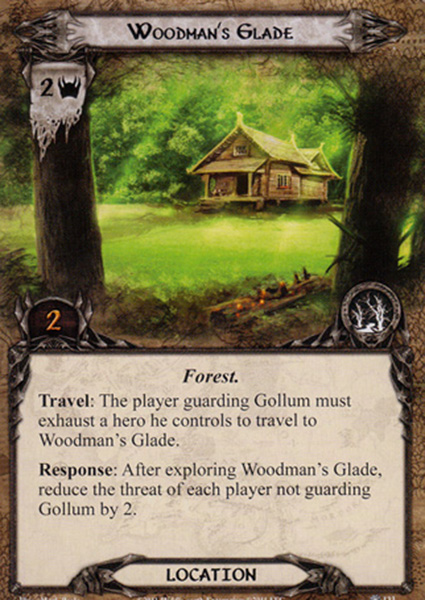 WOODMAN'S GLADE
2
2
Forest.
Travel: The player guarding Gollum must
exhaust a hero he controls to travel to
Woodman's Glade.
Response: After exploring Woodman's Glade,
reduce the threat of each player not guarding
Gollum by 2.
LOCATION